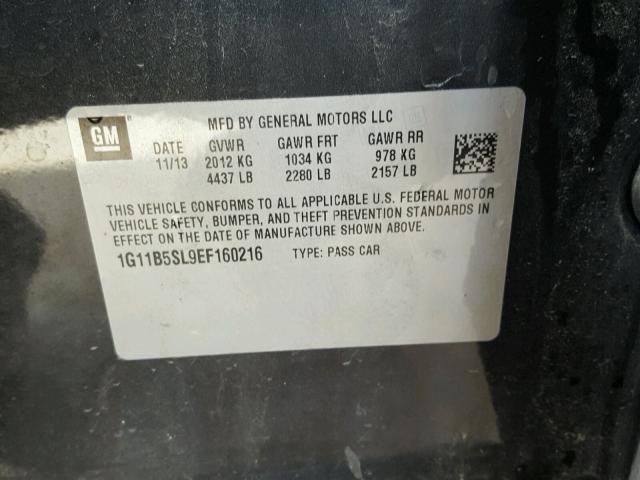 GM
MFD BY GENERAL MOTORS LLC
DATE GVWR GAWR FRT GAWR RR
11/13 2012 KG 1034 KG 978 KG
4437 LB 2280 LB 2157 LB
THIS VEHICLE CONFORMS TO ALL APPLICABLE U.S. FEDERAL MOTOR
VEHICLE SAFETY, BUMPER, AND THEFT PREVENTION STANDARDS IN
EFFECT ON THE DATE OF MANUFACTURE SHOWN ABOVE.
1G11B5SL9EF160216 TYPE: PASS CAR